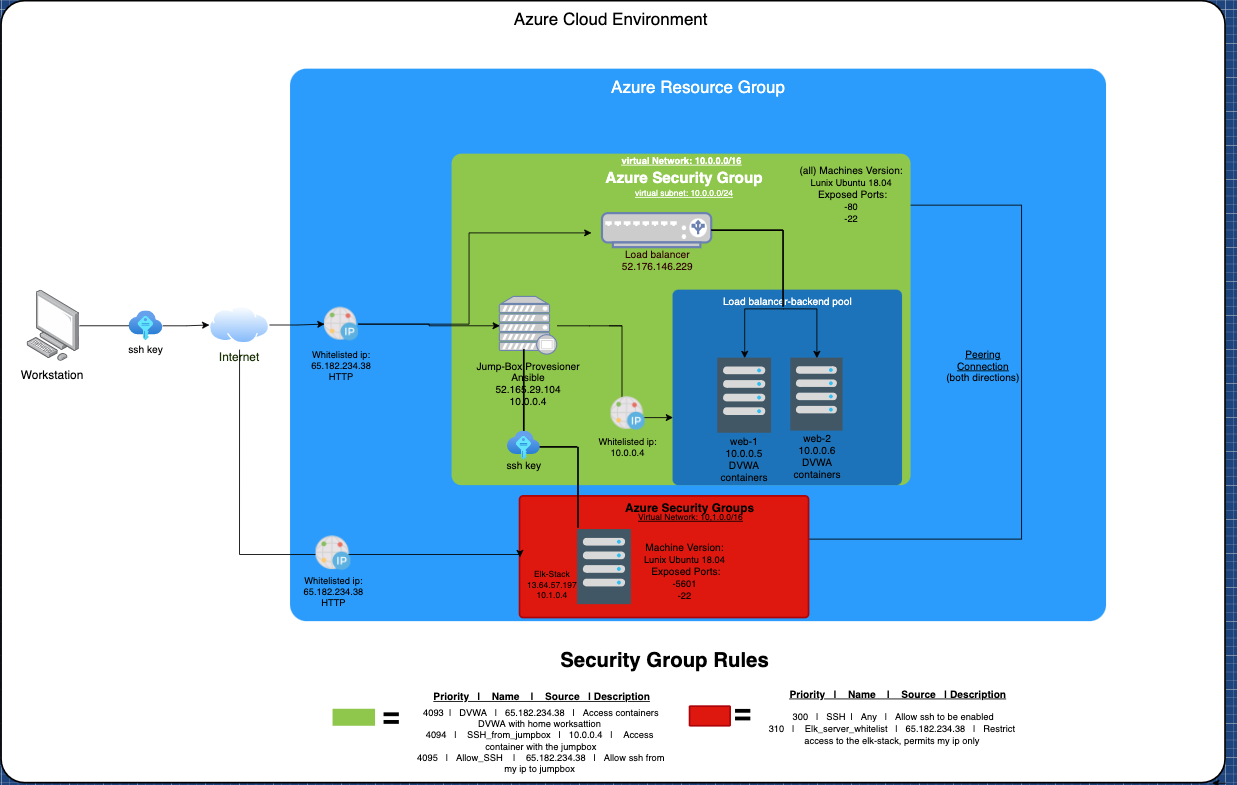 Azure Cloud Environment
Azure Resource Group
virtual Network: 10.0.0.0/16
Azure Security Group
virtual subnet: 10.0.0.0/24
(all) Machines Version:
Lunix Ubuntu 18.04
Exposed Ports:
-80
-22
Load balancer
52.176.146.229
Load balancer-backend pool
web-1
10.0.0.5
DVWA
containers
web-2
10.0.0.6
DVWA
containers
Workstation
ssh key
Internet
IP
Whitelisted ip:
65.182.234.38
HTTP
Jump-Box Provesioner
Ansible
52.165.29.104
10.0.0.4
IP
Whitelisted ip:
10.0.0.4
ssh key
Peering
Connection
(both directions)
IP
Whitelisted ip:
65.182.234.38
HTTP
Azure Security Groups
Virtual Network: 10.1.0.0/16
Elk-Stack
13.64.57.197
10.1.0.4
Machine Version:
Lunix Ubuntu 18.04
Exposed Ports:
-5601
-22
Security Group Rules
=
Priority | Name | Source | Description
4093 | DVWA | 65.182.234.38 | Access containers
DVWA with home worksattion
4094 | SSH_from_jumpbox | 10.0.0.4 | Access
container with the jumpbox
4095 | Allow_SSH | 65.182.234.38 | Allow ssh from
my ip to jumpbox
=
Priority | Name | Source | Description
300 | SSH | Any | Allow ssh to be enabled
310 | Elk_server_whitelist | 65.182.234.38 | Restrict
access to the elk-stack, permits my ip only